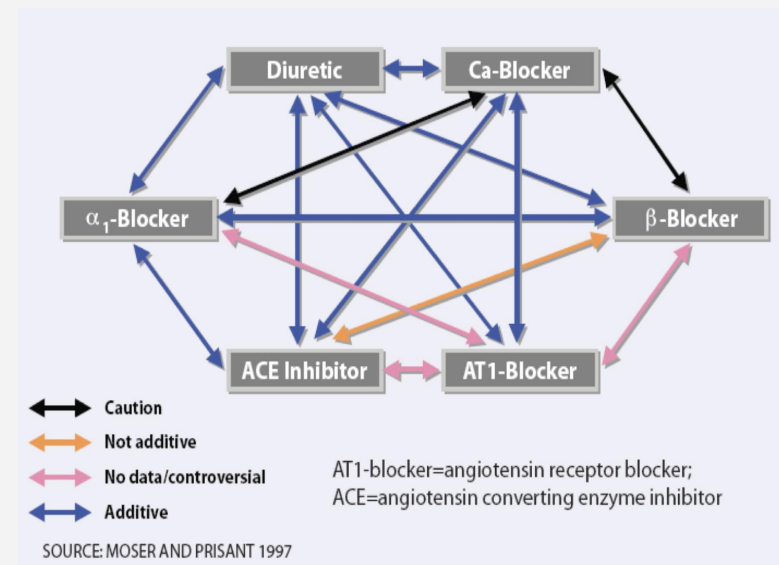 Diuretic
Ca-Blocker
α₁-Blocker
β-Blocker
ACE Inhibitor
AT1-Blocker
Caution
Not additive
No data/controversial
Additive
AT1-blocker=angiotensin receptor blocker;
ACE=angiotensin converting enzyme inhibitor
SOURCE: MOSER AND PRISANT 1997